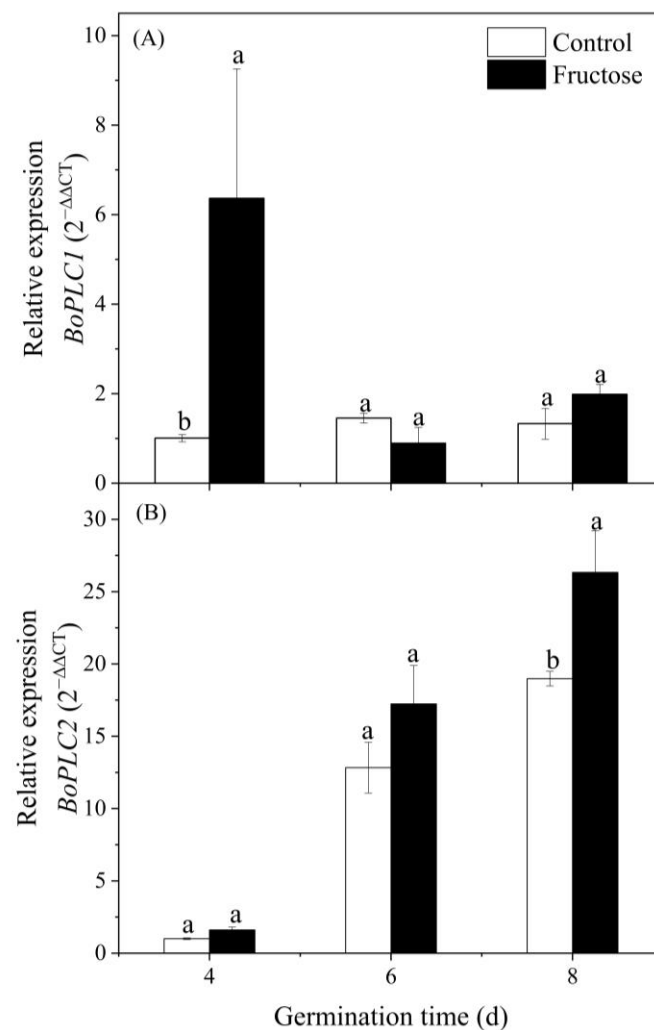 (A)
Control
Fructose
Relative expression
BoPLC1 (2⁻ΔΔCT)
10
8
6
4
2
0
a
b
a
a
a
a
(B)
Relative expression
BoPLC2 (2⁻ΔΔCT)
30
25
20
15
10
5
0
a
a
a
a
b
a
4
6
8
Germination time (d)